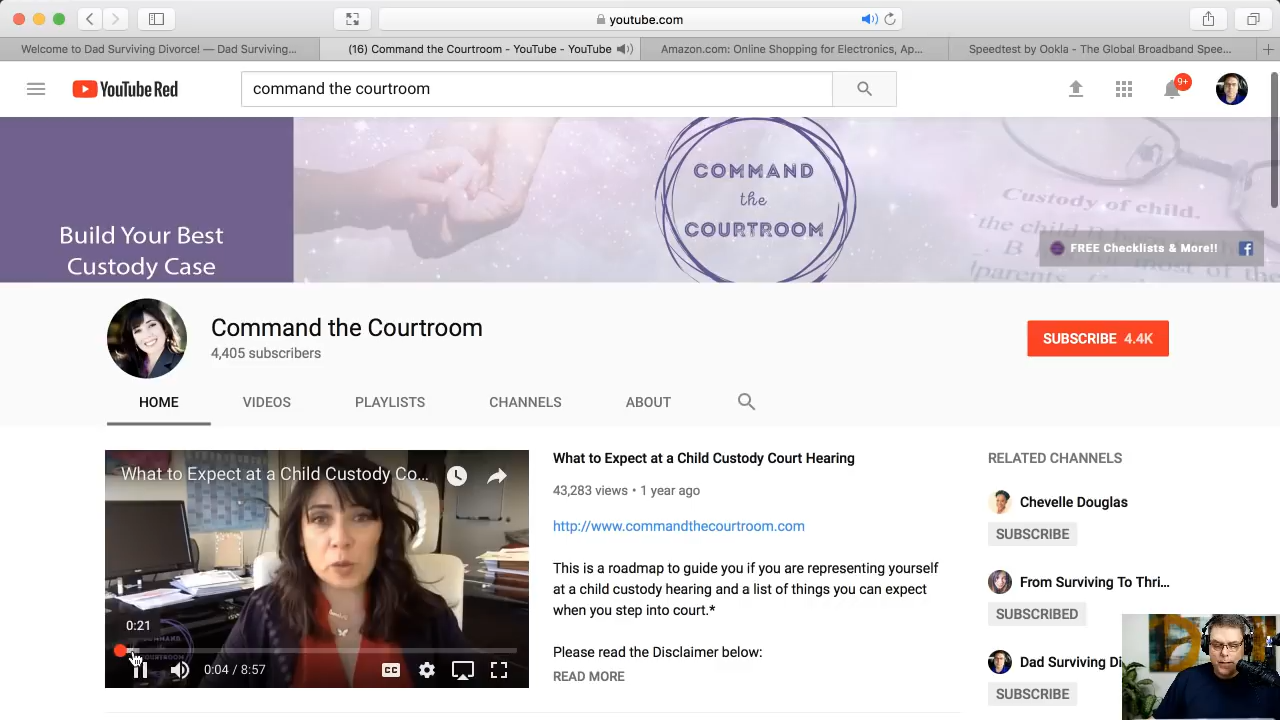 youtube.com
Welcome to Dad Surviving Divorce! — Dad Surviving...
(16) Command the Courtroom - YouTube - YouTube
Amazon.com: Online Shopping for Electronics, Ap...
Speedtest by Ookla - The Global Broadband Spee...
YouTube Red
command the courtroom
9+
Build Your Best
Custody Case
COMMAND
the
COURTROOM
Custody of child.
the child B
FREE Checklists & More!!
Command the Courtroom
4,405 subscribers
SUBSCRIBE 4.4K
HOME
VIDEOS
PLAYLISTS
CHANNELS
ABOUT
What to Expect at a Child Custody Co...
0:21
0:04 / 8:57
CC
What to Expect at a Child Custody Court Hearing
43,283 views • 1 year ago
http://www.commandthecourtroom.com
This is a roadmap to guide you if you are representing yourself
at a child custody hearing and a list of things you can expect
when you step into court.*
Please read the Disclaimer below:
READ MORE
RELATED CHANNELS
Chevelle Douglas
SUBSCRIBE
From Surviving To Thri...
SUBSCRIBED
Dad Surviving Di
SUBSCRIBE